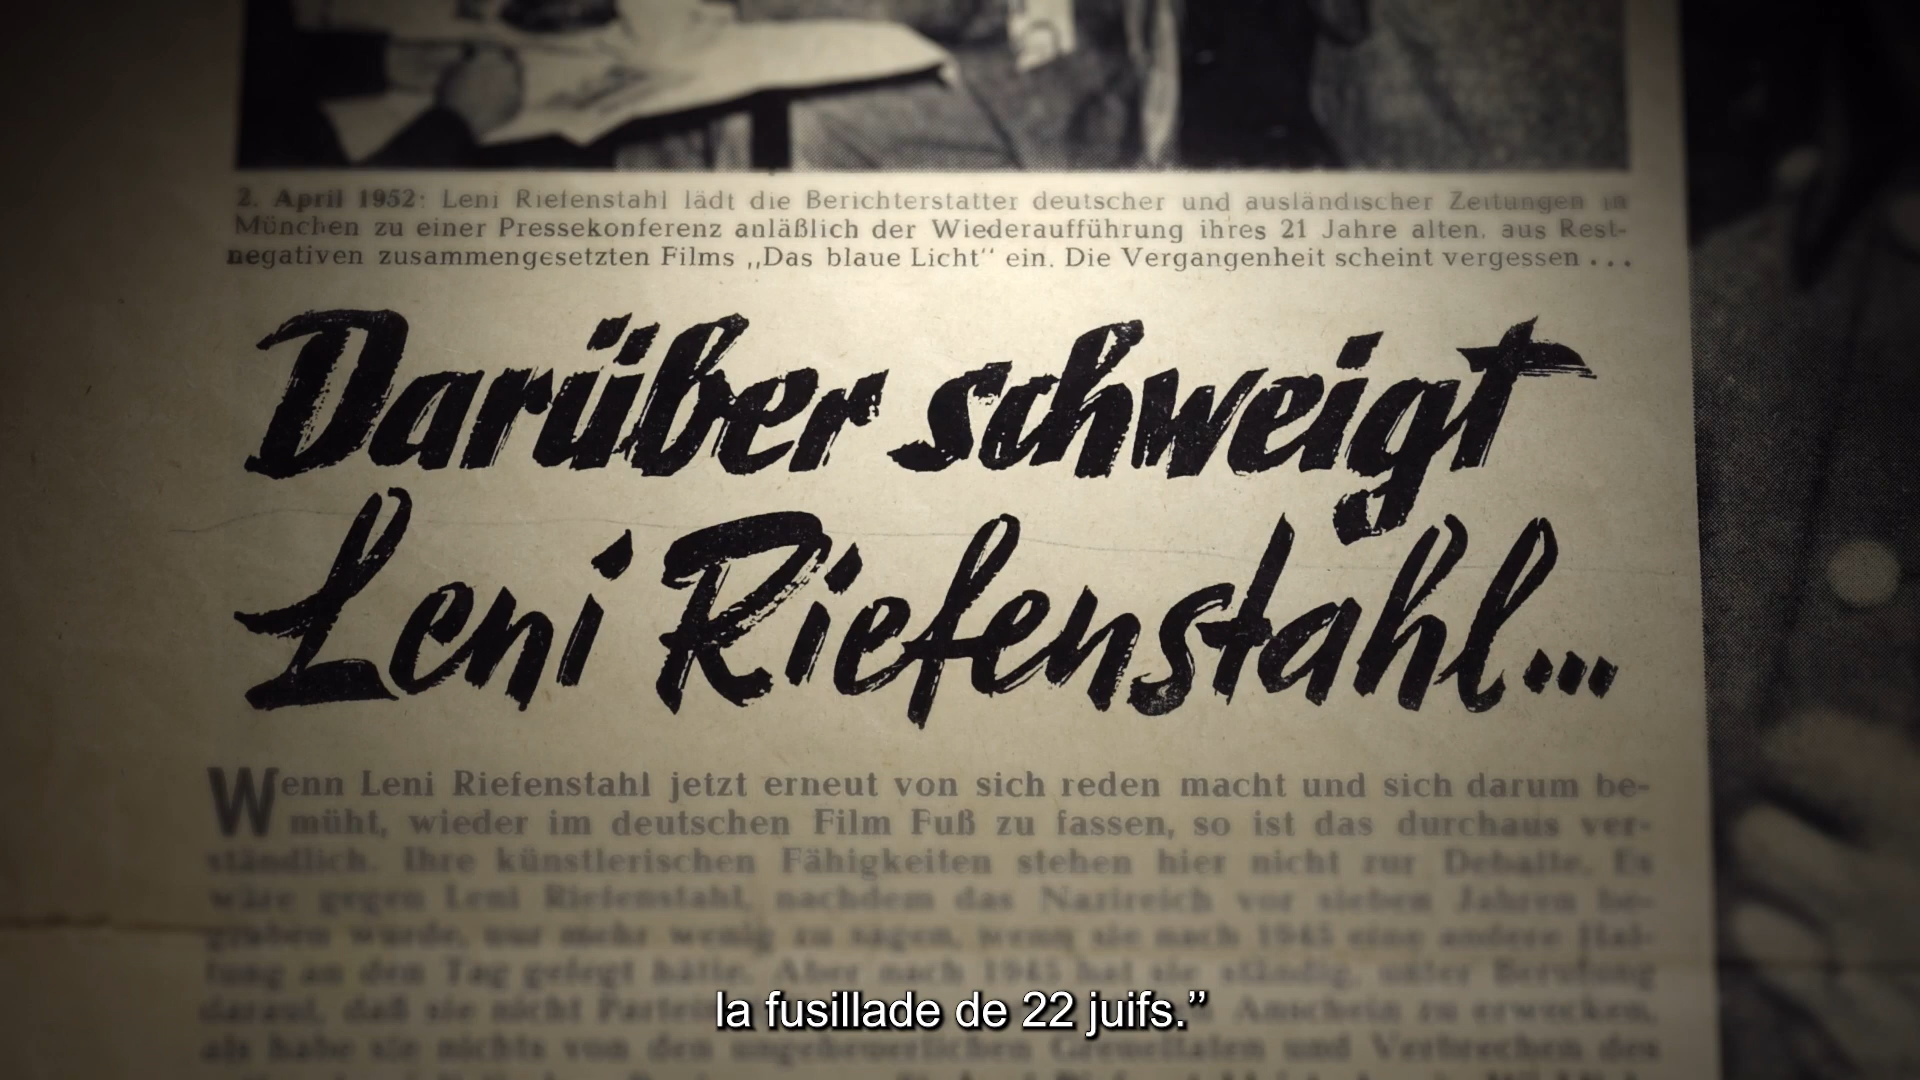 2. April 1952: Leni Riefenstahl lädt die Berichterstatter deutscher und ausländischer Zeitungen in
München zu einer Pressekonferenz anläßlich der Wiederaufführung ihres 21 Jahre alten, aus Rest-
negativen zusammengesetzten Films „Das blaue Licht“ ein. Die Vergangenheit scheint vergessen . . .
Darüber schweigt
Leni Riefenstahl...
Wenn Leni Riefenstahl jetzt erneut von sich reden macht und sich darum be-
müht, wieder im deutschen Film Fuß zu fassen, so ist das durchaus ver-
ständlich. Ihre künstlerischen Fähigkeiten stehen hier nicht zur Debatte. Es
wäre gegen Leni Riefenstahl, nachdem das Nazireich vor sieben Jahren be-
graben wurde, nur mehr wenig zu sagen, wenn sie nach 1945 eine andere Hal-
tung an den Tag gelegt hätte. Aber nach 1945 hat sie ständig, unter Berufung
darauf, daß sie nicht Anschein zu erwecken,
als habe sie nichts von den ungeheuerlichen Greueltaten und Verbrechen des
la fusillade de 22 juifs.”